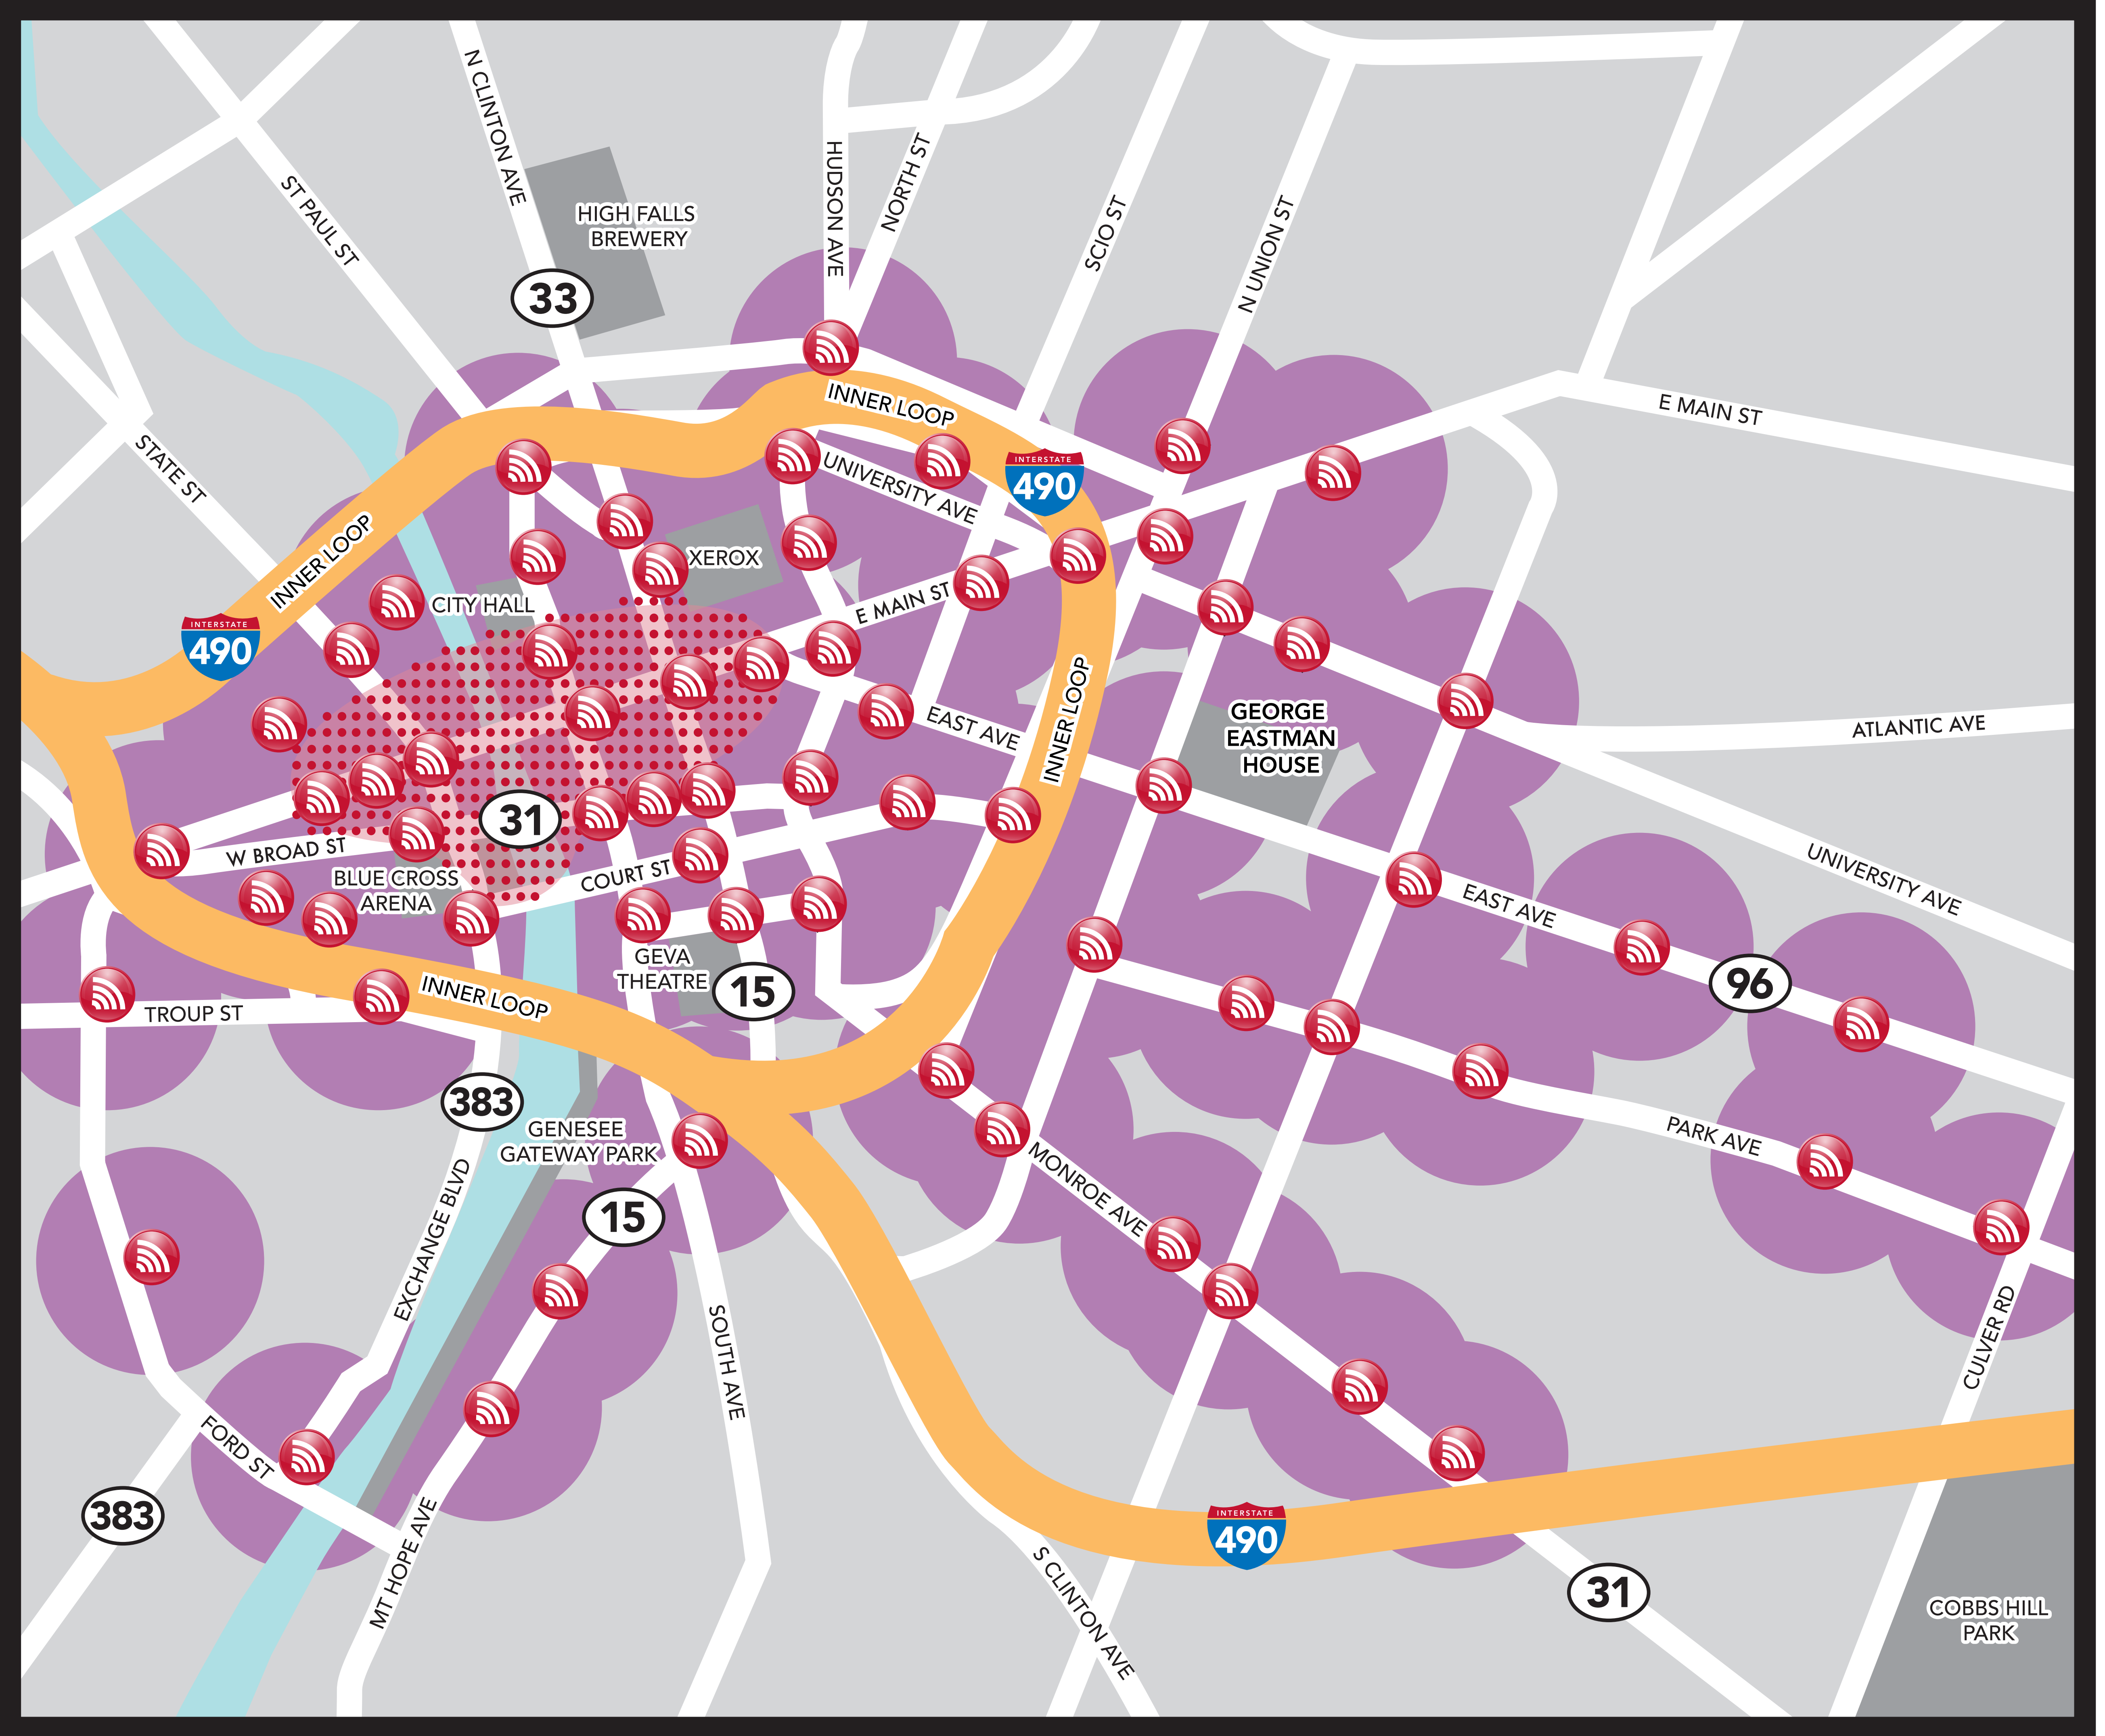 N CLINTON AVE
HUDSON AVE
NORTH ST
ST PAUL ST
HIGH FALLS
BREWERY
SCIO ST
N UNION ST
33
INNER LOOP
E MAIN ST
STATE ST
UNIVERSITY AVE
INTERSTATE
490
INNER LOOP
XEROX
CITY HALL
E MAIN ST
INTERSTATE
490
INNER LOOP
EAST AVE
GEORGE
EASTMAN
HOUSE
ATLANTIC AVE
31
W BROAD ST
COURT ST
BLUE CROSS
ARENA
UNIVERSITY AVE
EAST AVE
GEVA
THEATRE
15
96
INNER LOOP
TROUP ST
383
GENESEE
GATEWAY PARK
PARK AVE
MONROE AVE
15
EXCHANGE BLVD
SOUTH AVE
CULVER RD
FORD ST
383
MT HOPE AVE
INTERSTATE
490
S CLINTON AVE
31
COBBS HILL
PARK